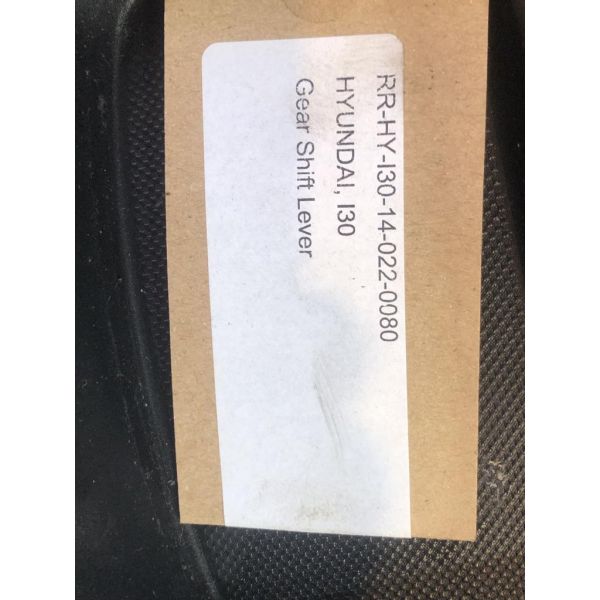 RR-HY-I30-14-022-0080
HYUNDAI, I30
Gear Shift Lever